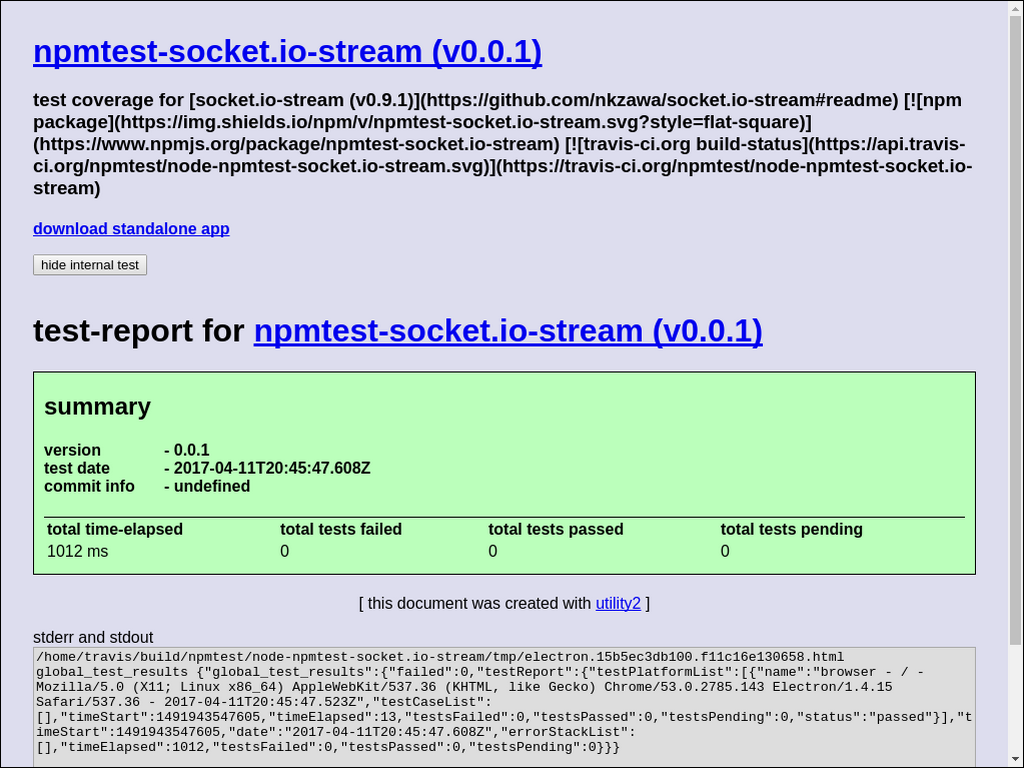 npmtest-socket.io-stream (v0.0.1)
test coverage for [socket.io-stream (v0.9.1)](https://github.com/nkzawa/socket.io-stream#readme) [![npm
package](https://img.shields.io/npm/v/npmtest-socket.io-stream.svg?style=flat-square)]
(https://www.npmjs.org/package/npmtest-socket.io-stream) [![travis-ci.org build-status](https://api.travis-
ci.org/npmtest/node-npmtest-socket.io-stream.svg)](https://travis-ci.org/npmtest/node-npmtest-socket.io-
stream)
download standalone app
hide internal test
test-report for npmtest-socket.io-stream (v0.0.1)
summary
version - 0.0.1
test date - 2017-04-11T20:45:47.608Z
commit info - undefined
total time-elapsed total tests failed total tests passed total tests pending
1012 ms 0 0 0
[ this document was created with utility2 ]
stderr and stdout
/home/travis/build/npmtest/node-npmtest-socket.io-stream/tmp/electron.15b5ec3db100.f11c16e130658.html
global_test_results {"global_test_results":{"failed":0,"testReport":{"testPlatformList":[{"name":"browser - / -
Mozilla/5.0 (X11; Linux x86_64) AppleWebKit/537.36 (KHTML, like Gecko) Chrome/53.0.2785.143 Electron/1.4.15
Safari/537.36 - 2017-04-11T20:45:47.523Z","testCaseList":
[],"timeStart":1491943547605,"timeElapsed":13,"testsFailed":0,"testsPassed":0,"testsPending":0,"status":"passed"}],"t
imeStart":1491943547605,"date":"2017-04-11T20:45:47.608Z","errorStackList":
[],"timeElapsed":1012,"testsFailed":0,"testsPassed":0,"testsPending":0}}}